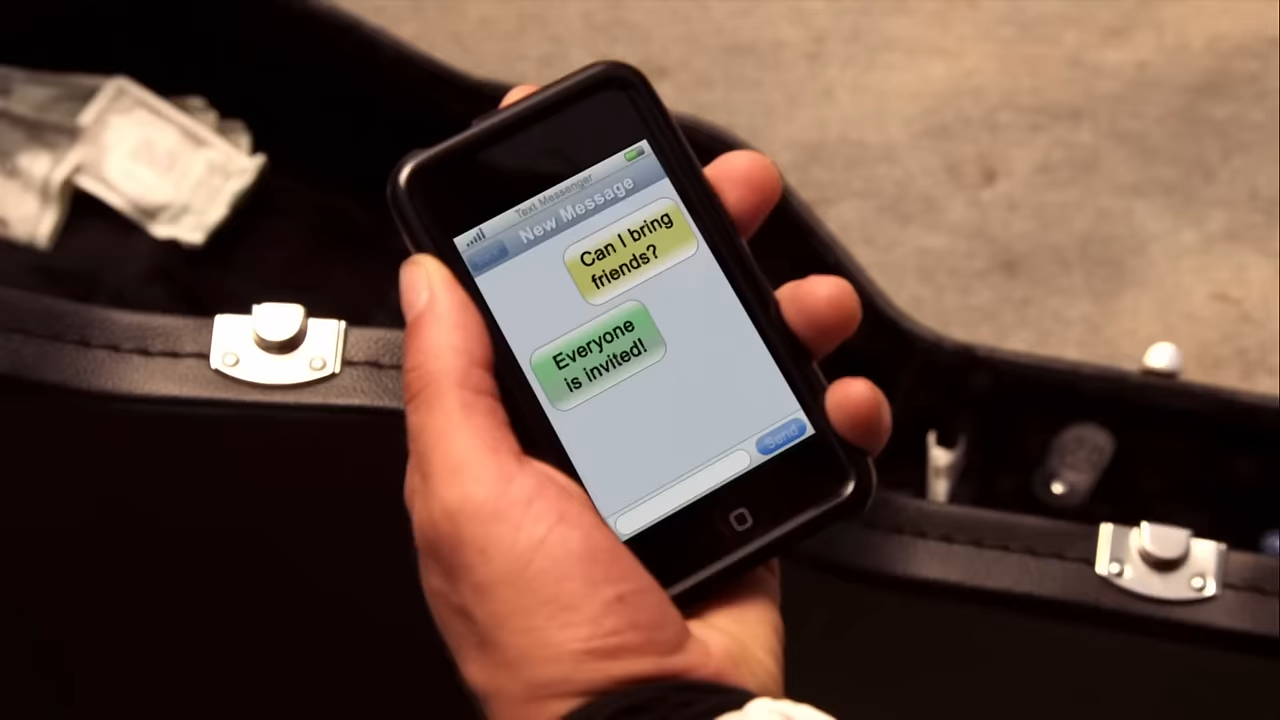 Text Messenger
New Message
Can I bring
friends?
Everyone
is invited!
Send